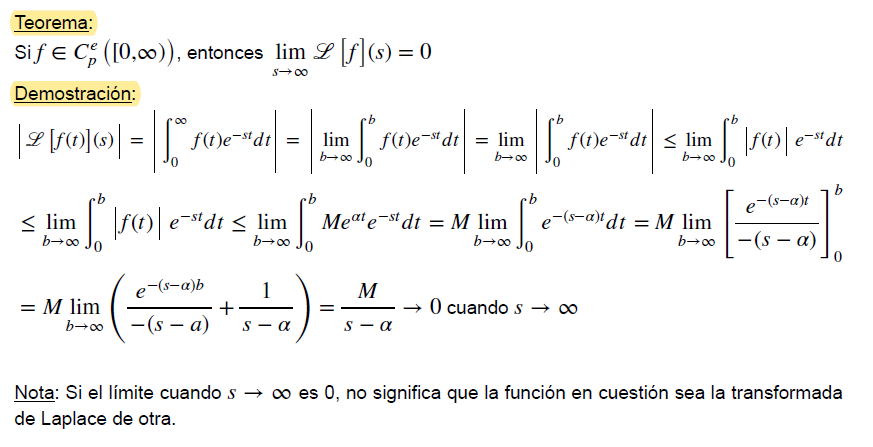 Teorema:
Si f ∈ C_p^e([0,∞)), entonces lim_{s→∞} ℒ[f](s) = 0
Demostración:
|ℒ[f(t)](s)| = |∫_0^∞ f(t)e^{−st}dt| = |lim_{b→∞} ∫_0^b f(t)e^{−st}dt| = lim_{b→∞} |∫_0^b f(t)e^{−st}dt| ≤ lim_{b→∞} ∫_0^b |f(t)| e^{−st}dt
≤ lim_{b→∞} ∫_0^b |f(t)| e^{−st}dt ≤ lim_{b→∞} ∫_0^b Me^{αt}e^{−st}dt = M lim_{b→∞} ∫_0^b e^{−(s−α)t}dt = M lim_{b→∞} [e^{−(s−α)t}/−(s − α)]_0^b
= M lim_{b→∞} (e^{−(s−α)b}/−(s − a) + 1/(s − α)) = M/(s − α) → 0 cuando s → ∞
Nota: Si el límite cuando s → ∞ es 0, no significa que la función en cuestión sea la transformada
de Laplace de otra.